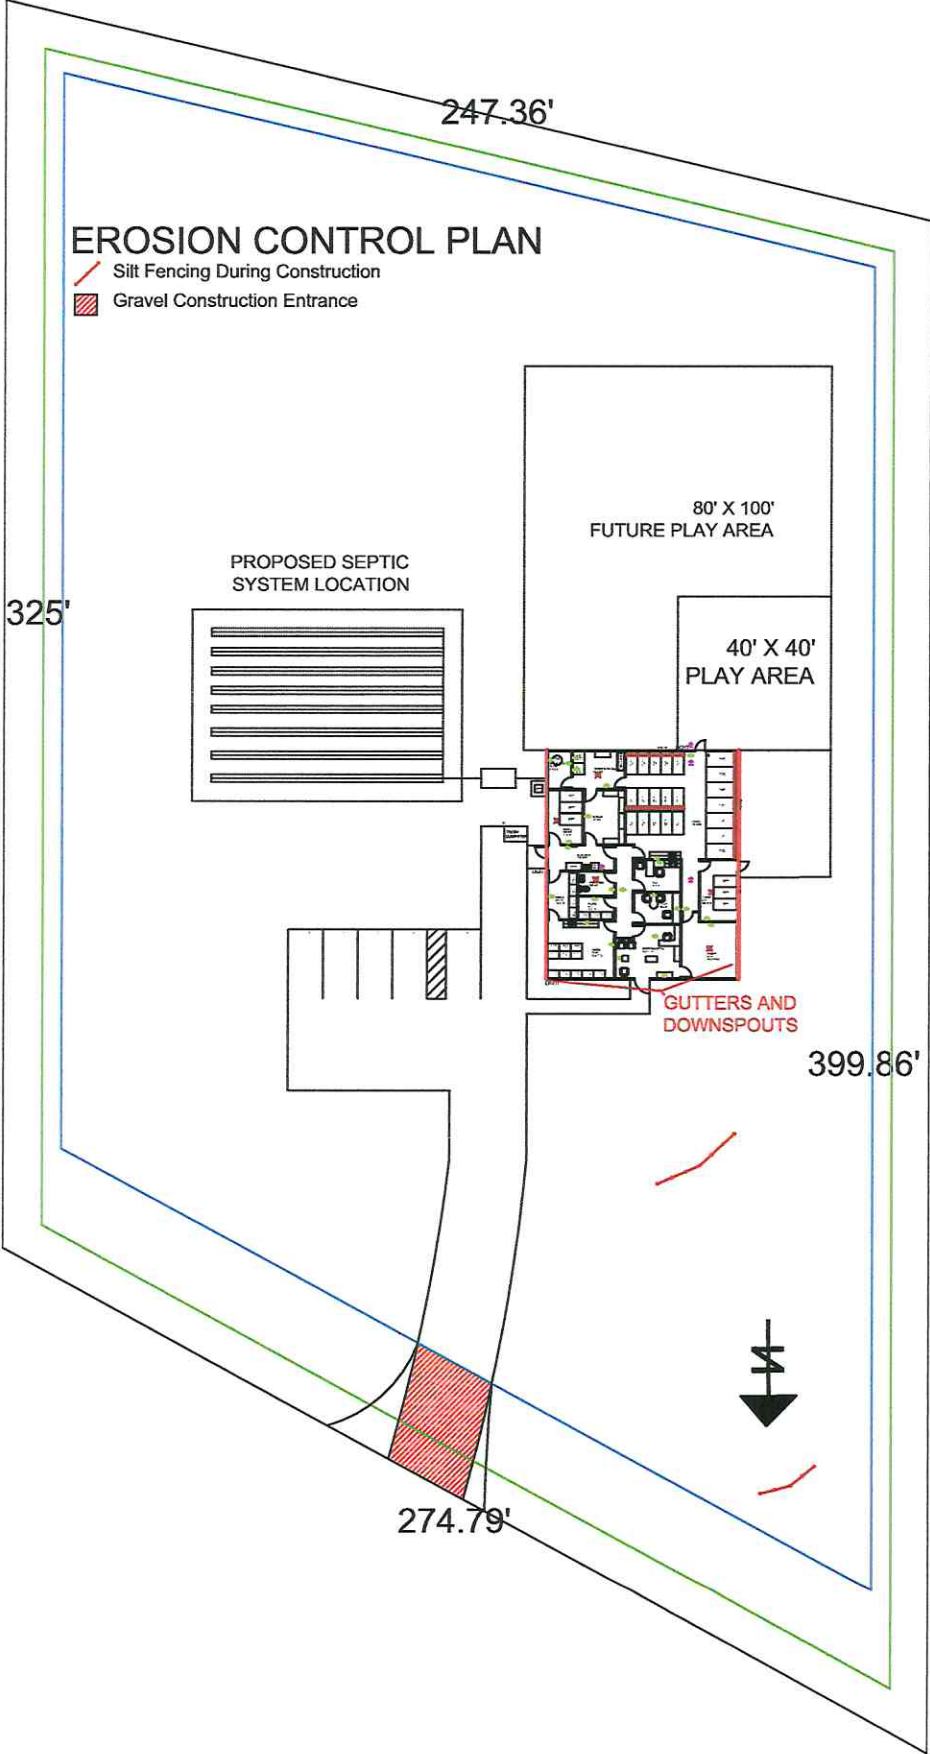 247.36'
EROSION CONTROL PLAN
Silt Fencing During Construction
Gravel Construction Entrance
80' X 100'
FUTURE PLAY AREA
PROPOSED SEPTIC
SYSTEM LOCATION
325'
40' X 40'
PLAY AREA
GUTTERS AND
DOWNSPOUTS
399.86'
N
274.79'